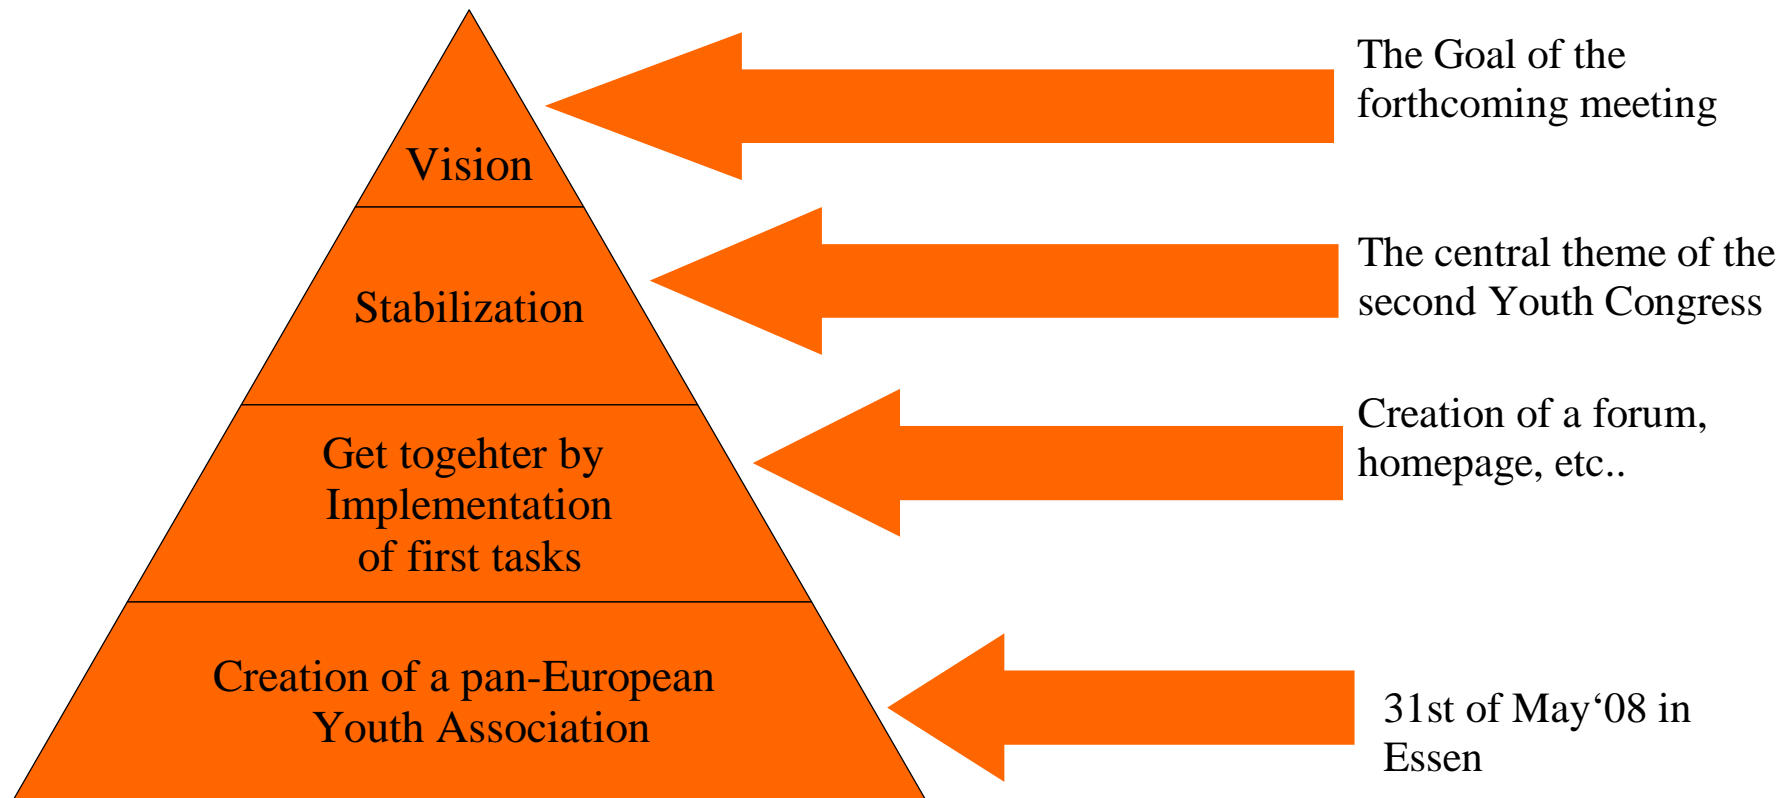 The Goal of the
forthcoming meeting
Vision
The central theme of the
second Youth Congress
Stabilization
Creation of a forum,
homepage, etc..
Get togehter by
Implementation
of first tasks
Creation of a pan-European
Youth Association
31st of May‘08 in
Essen